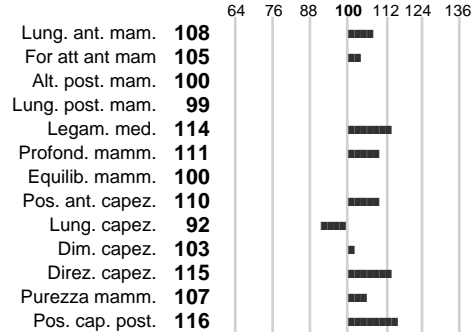 64 76 88 100 112 124 136
Lung. ant. mam. 108
For att ant mam 105
Alt. post. mam. 100
Lung. post. mam. 99
Legam. med. 114
Profond. mamm. 111
Equilib. mamm. 100
Pos. ant. capez. 110
Lung. capez. 92
Dim. capez. 103
Direz. capez. 115
Purezza mamm. 107
Pos. cap. post. 116